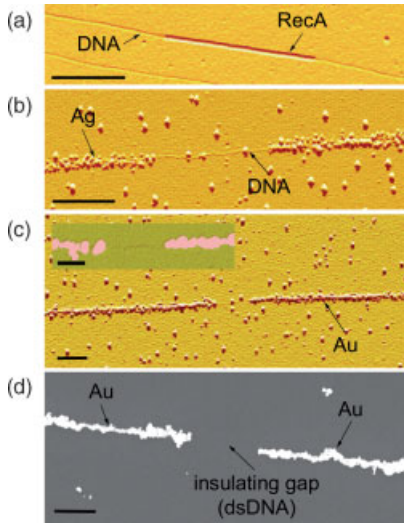 (a)
RecA
DNA
(b)
Ag
DNA
(c)
Au
(d)
Au
Au
insulating gap
(dsDNA)